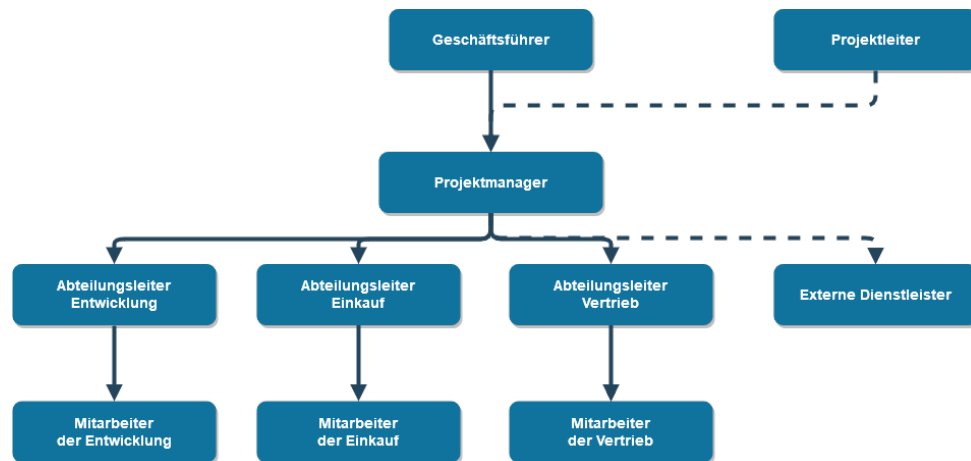 Geschäftsführer
Projektleiter
Projektmanager
Abteilungsleiter
Entwicklung
Abteilungsleiter
Einkauf
Abteilungsleiter
Vertrieb
Externe Dienstleister
Mitarbeiter
der Entwicklung
Mitarbeiter
der Einkauf
Mitarbeiter
der Vertrieb